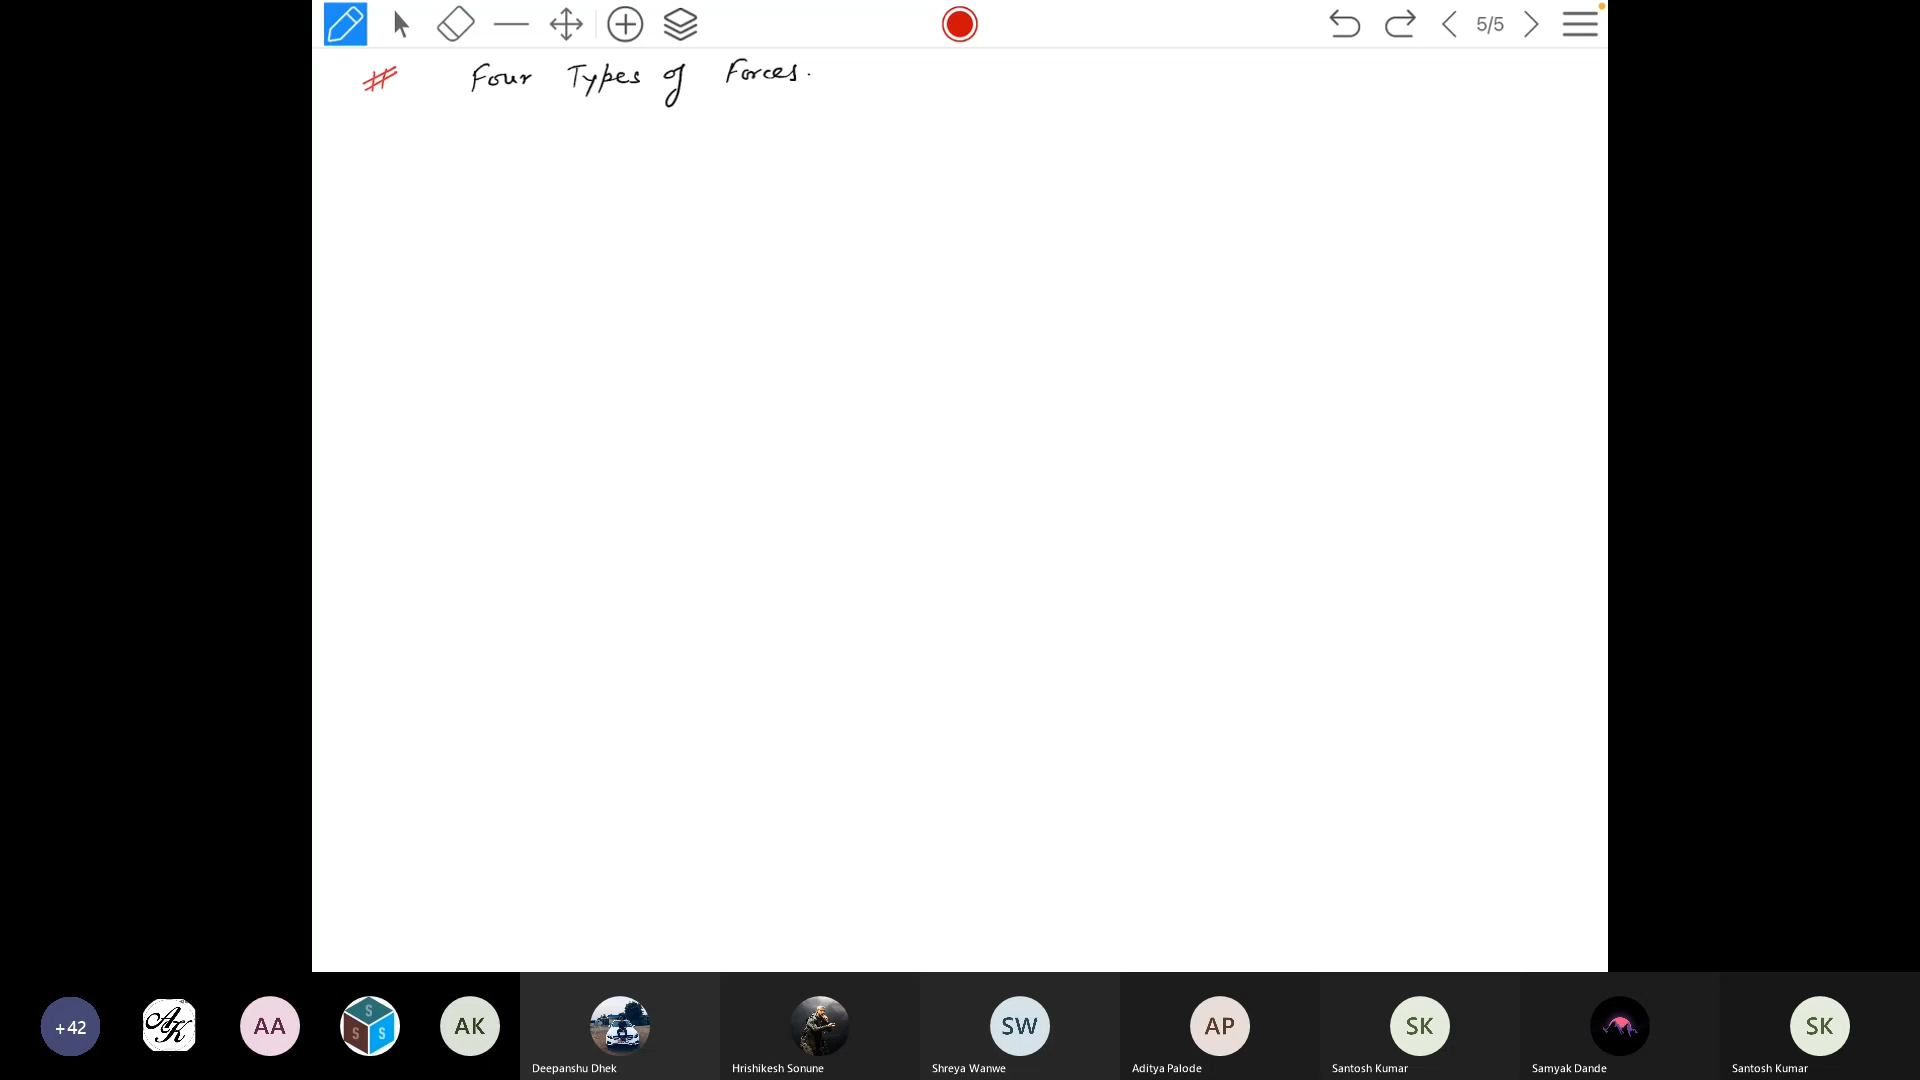 5/5
# Four Types of Forces.
+42
AK
AA
S
S S
AK
SW
AP
SK
SK
Deepanshu Dhek
Hrishikesh Sonune
Shreya Wanwe
Aditya Palode
Santosh Kumar
Samyak Dande
Santosh Kumar